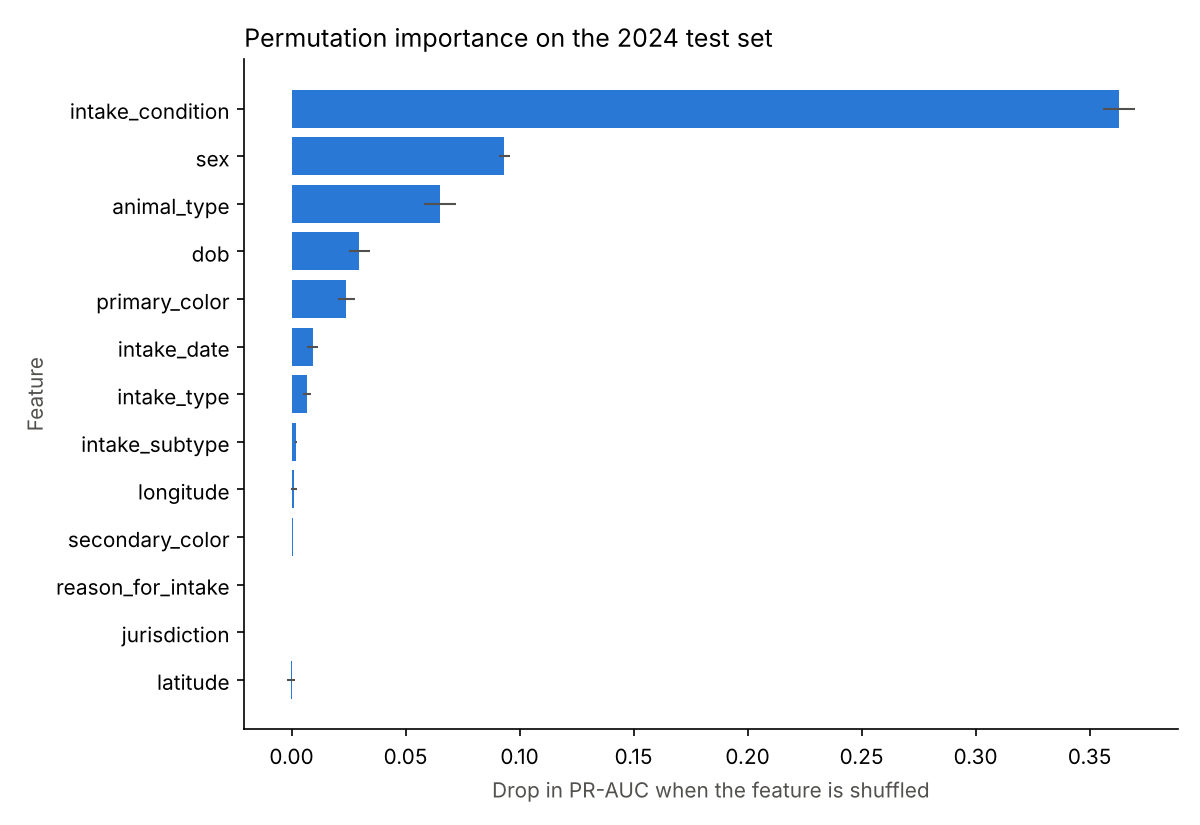 Permutation importance on the 2024 test set
Feature
intake_condition
sex
animal_type
dob
primary_color
intake_date
intake_type
intake_subtype
longitude
secondary_color
reason_for_intake
jurisdiction
latitude
0.00 0.05 0.10 0.15 0.20 0.25 0.30 0.35
Drop in PR-AUC when the feature is shuffled